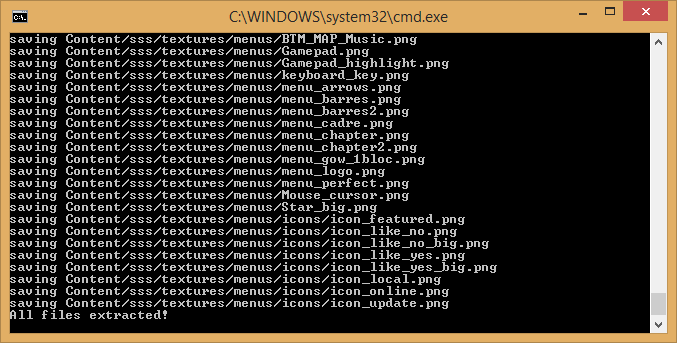 C:\WINDOWS\system32\cmd.exe
saving Content/sss/textures/menus/BTM_MAP_Music.png
saving Content/sss/textures/menus/Gamepad.png
saving Content/sss/textures/menus/Gamepad_highlight.png
saving Content/sss/textures/menus/keyboard_key.png
saving Content/sss/textures/menus/menu_arrows.png
saving Content/sss/textures/menus/menu_barres.png
saving Content/sss/textures/menus/menu_barres2.png
saving Content/sss/textures/menus/menu_cadre.png
saving Content/sss/textures/menus/menu_chapter.png
saving Content/sss/textures/menus/menu_chapter2.png
saving Content/sss/textures/menus/menu_gow_1bloc.png
saving Content/sss/textures/menus/menu_logo.png
saving Content/sss/textures/menus/menu_perfect.png
saving Content/sss/textures/menus/Mouse_cursor.png
saving Content/sss/textures/menus/Star_big.png
saving Content/sss/textures/menus/icons/icon_featured.png
saving Content/sss/textures/menus/icons/icon_like_no.png
saving Content/sss/textures/menus/icons/icon_like_no_big.png
saving Content/sss/textures/menus/icons/icon_like_yes.png
saving Content/sss/textures/menus/icons/icon_like_yes_big.png
saving Content/sss/textures/menus/icons/icon_local.png
saving Content/sss/textures/menus/icons/icon_online.png
saving Content/sss/textures/menus/icons/icon_update.png
All files extracted!